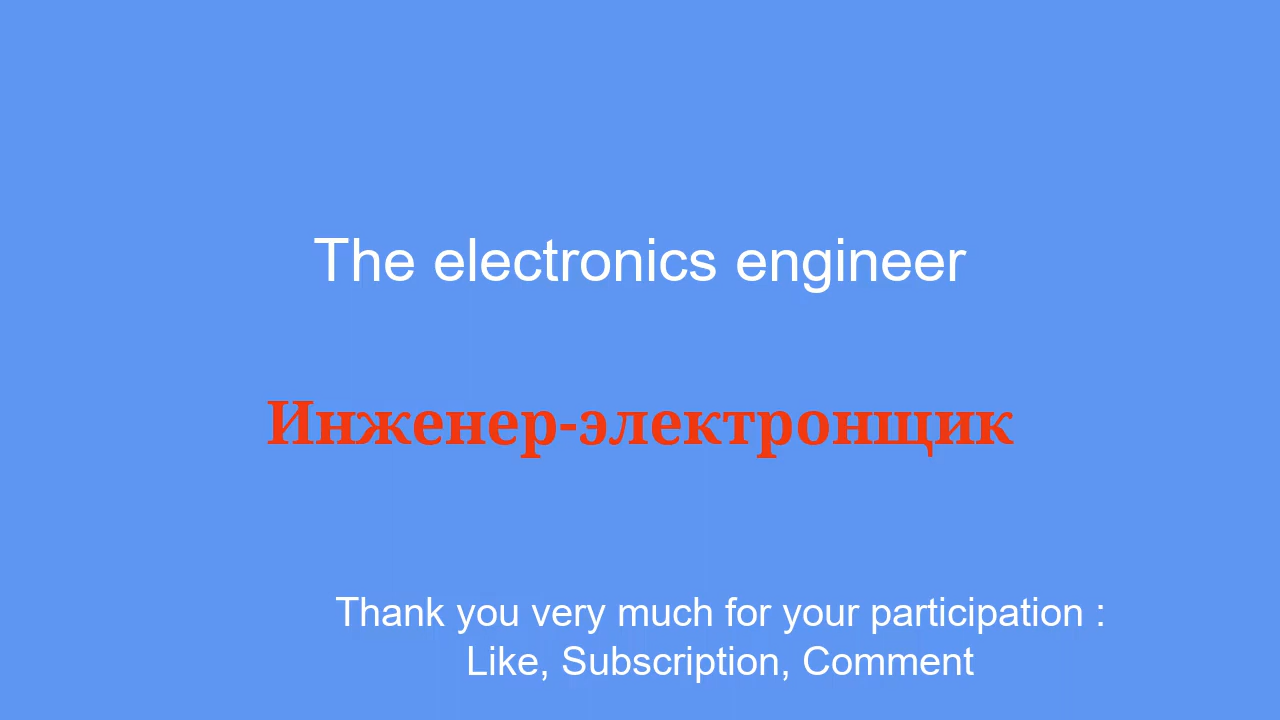 The electronics engineer
Инженер-электронщик
Thank you very much for your participation :
Like, Subscription, Comment